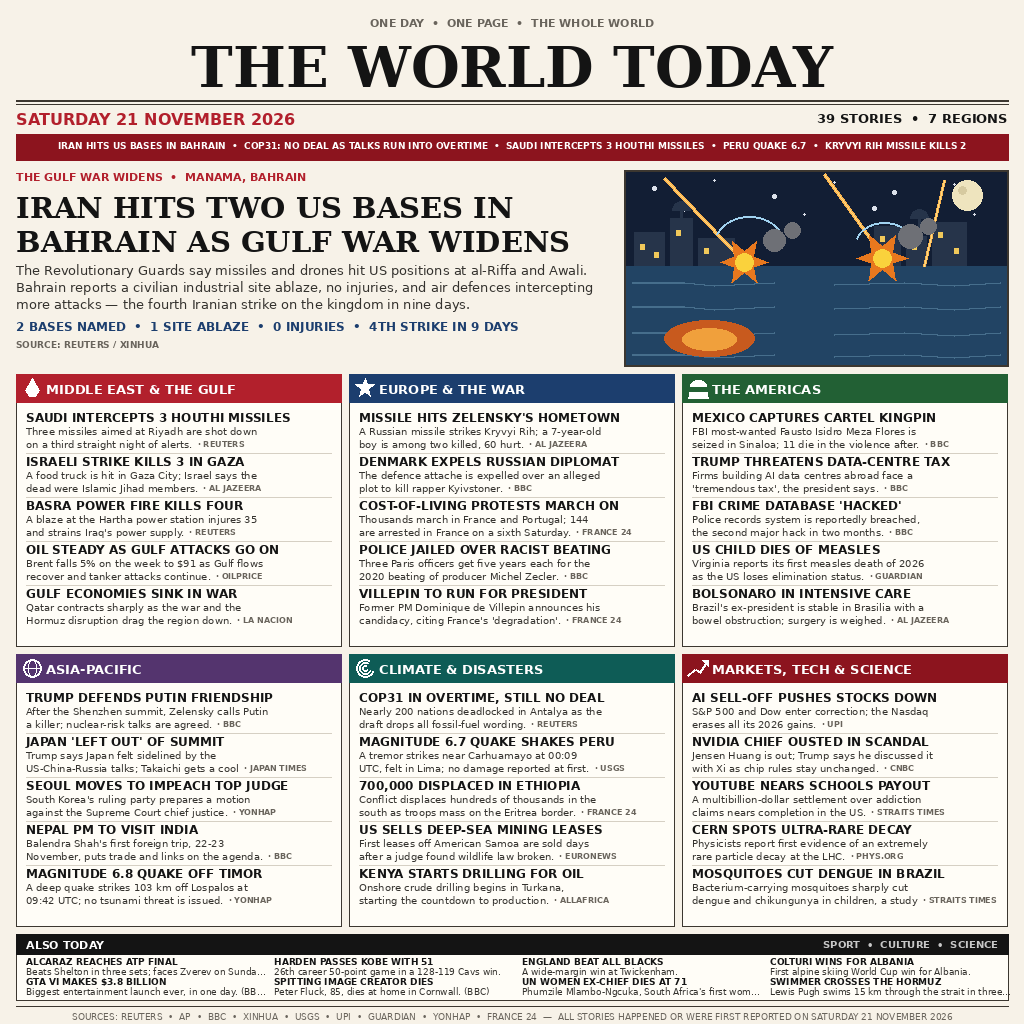 ONE DAY • ONE PAGE • THE WHOLE WORLD
THE WORLD TODAY
SATURDAY 21 NOVEMBER 2026
39 STORIES • 7 REGIONS
IRAN HITS US BASES IN BAHRAIN • COP31: NO DEAL AS TALKS RUN INTO OVERTIME • SAUDI INTERCEPTS 3 HOUTHI MISSILES • PERU QUAKE 6.7 • KRYVYI RIH MISSILE KILLS 2
THE GULF WAR WIDENS • MANAMA, BAHRAIN
IRAN HITS TWO US BASES IN
BAHRAIN AS GULF WAR WIDENS
The Revolutionary Guards say missiles and drones hit US positions at al-Riffa and Awali.
Bahrain reports a civilian industrial site ablaze, no injuries, and air defences intercepting
more attacks — the fourth Iranian strike on the kingdom in nine days.
2 BASES NAMED • 1 SITE ABLAZE • 0 INJURIES • 4TH STRIKE IN 9 DAYS
SOURCE: REUTERS / XINHUA
MIDDLE EAST & THE GULF
SAUDI INTERCEPTS 3 HOUTHI MISSILES
Three missiles aimed at Riyadh are shot down
on a third straight night of alerts. · REUTERS
ISRAELI STRIKE KILLS 3 IN GAZA
A food truck is hit in Gaza City; Israel says the
dead were Islamic Jihad members. · AL JAZEERA
BASRA POWER FIRE KILLS FOUR
A blaze at the Hartha power station injures 35
and strains Iraq's power supply. · REUTERS
OIL STEADY AS GULF ATTACKS GO ON
Brent falls 5% on the week to $91 as Gulf flows
recover and tanker attacks continue. · OILPRICE
GULF ECONOMIES SINK IN WAR
Qatar contracts sharply as the war and the
Hormuz disruption drag the region down. · LA NACION
EUROPE & THE WAR
MISSILE HITS ZELENSKY'S HOMETOWN
A Russian missile strikes Kryvyi Rih; a 7-year-old
boy is among two killed, 60 hurt. · AL JAZEERA
DENMARK EXPELS RUSSIAN DIPLOMAT
The defence attache is expelled over an alleged
plot to kill rapper Kyivstoner. · BBC
COST-OF-LIVING PROTESTS MARCH ON
Thousands march in France and Portugal; 144
are arrested in France on a sixth Saturday. · FRANCE 24
POLICE JAILED OVER RACIST BEATING
Three Paris officers get five years each for the
2020 beating of producer Michel Zecler. · BBC
VILLEPIN TO RUN FOR PRESIDENT
Former PM Dominique de Villepin announces his
candidacy, citing France's 'degradation'. · FRANCE 24
THE AMERICAS
MEXICO CAPTURES CARTEL KINGPIN
FBI most-wanted Fausto Isidro Meza Flores is
seized in Sinaloa; 11 die in the violence after. · BBC
TRUMP THREATENS DATA-CENTRE TAX
Firms building AI data centres abroad face a
'tremendous tax', the president says. · BBC
FBI CRIME DATABASE 'HACKED'
Police records system is reportedly breached,
the second major hack in two months. · BBC
US CHILD DIES OF MEASLES
Virginia reports its first measles death of 2026
as the US loses elimination status. · GUARDIAN
BOLSONARO IN INTENSIVE CARE
Brazil's ex-president is stable in Brasilia with a
bowel obstruction; surgery is weighed. · AL JAZEERA
ASIA-PACIFIC
TRUMP DEFENDS PUTIN FRIENDSHIP
After the Shenzhen summit, Zelensky calls Putin
a killer; nuclear-risk talks are agreed. · BBC
JAPAN 'LEFT OUT' OF SUMMIT
Trump says Japan felt sidelined by the
US-China-Russia talks; Takaichi gets a cool · JAPAN TIMES
SEOUL MOVES TO IMPEACH TOP JUDGE
South Korea's ruling party prepares a motion
against the Supreme Court chief justice. · YONHAP
NEPAL PM TO VISIT INDIA
Balendra Shah's first foreign trip, 22-23
November, puts trade and links on the agenda. · BBC
MAGNITUDE 6.8 QUAKE OFF TIMOR
A deep quake strikes 103 km off Lospalos at
09:42 UTC; no tsunami threat is issued. · YONHAP
CLIMATE & DISASTERS
COP31 IN OVERTIME, STILL NO DEAL
Nearly 200 nations deadlocked in Antalya as the
draft drops all fossil-fuel wording. · REUTERS
MAGNITUDE 6.7 QUAKE SHAKES PERU
A tremor strikes near Carhuamayo at 00:09
UTC, felt in Lima; no damage reported at first. · USGS
700,000 DISPLACED IN ETHIOPIA
Conflict displaces hundreds of thousands in the
south as troops mass on the Eritrea border. · FRANCE 24
US SELLS DEEP-SEA MINING LEASES
First leases off American Samoa are sold days
after a judge found wildlife law broken. · EURONEWS
KENYA STARTS DRILLING FOR OIL
Onshore crude drilling begins in Turkana,
starting the countdown to production. · ALLAFRICA
MARKETS, TECH & SCIENCE
AI SELL-OFF PUSHES STOCKS DOWN
S&P 500 and Dow enter correction; the Nasdaq
erases all its 2026 gains. · UPI
NVIDIA CHIEF OUSTED IN SCANDAL
Jensen Huang is out; Trump says he discussed it
with Xi as chip rules stay unchanged. · CNBC
YOUTUBE NEARS SCHOOLS PAYOUT
A multibillion-dollar settlement over addiction
claims nears completion in the US. · STRAITS TIMES
CERN SPOTS ULTRA-RARE DECAY
Physicists report first evidence of an extremely
rare particle decay at the LHC. · PHYS.ORG
MOSQUITOES CUT DENGUE IN BRAZIL
Bacterium-carrying mosquitoes sharply cut
dengue and chikungunya in children, a study · STRAITS TIMES
ALSO TODAY
SPORT • CULTURE • SCIENCE
ALCARAZ REACHES ATP FINAL
Beats Shelton in three sets; faces Zverev on Sunda...
GTA VI MAKES $3.8 BILLION
Biggest entertainment launch ever, in one day. (BB...
HARDEN PASSES KOBE WITH 51
26th career 50-point game in a 128-119 Cavs win.
SPITTING IMAGE CREATOR DIES
Peter Fluck, 85, dies at home in Cornwall. (BBC)
ENGLAND BEAT ALL BLACKS
A wide-margin win at Twickenham.
UN WOMEN EX-CHIEF DIES AT 71
Phumzile Mlambo-Ngcuka, South Africa's first wom...
COLTURI WINS FOR ALBANIA
First alpine skiing World Cup win for Albania.
SWIMMER CROSSES THE HORMUZ
Lewis Pugh swims 15 km through the strait in three...
SOURCES: REUTERS • AP • BBC • XINHUA • USGS • UPI • GUARDIAN • YONHAP • FRANCE 24 — ALL STORIES HAPPENED OR WERE FIRST REPORTED ON SATURDAY 21 NOVEMBER 2026